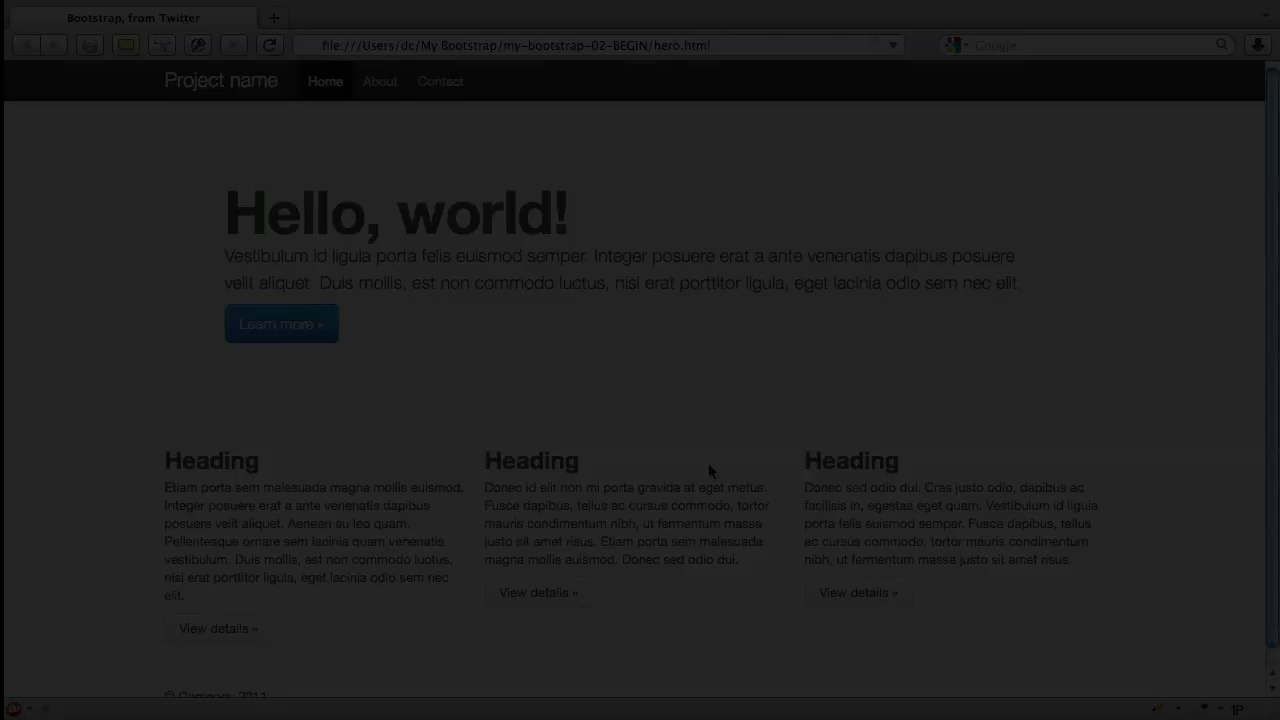 Bootstrap, from Twitter
file:///Users/dc/My Bootstrap/my-bootstrap-02-BEGIN/hero.html
Google
Project name Home About Contact
Hello, world!
Vestibulum id ligula porta felis euismod semper. Integer posuere erat a ante venenatis dapibus posuere
velit aliquet. Duis mollis, est non commodo luctus, nisi erat porttitor ligula, eget lacinia odio sem nec elit.
Learn more »
Heading
Etiam porta sem malesuada magna mollis euismod.
Integer posuere erat a ante venenatis dapibus
posuere velit aliquet. Aenean eu leo quam.
Pellentesque ornare sem lacinia quam venenatis
vestibulum. Duis mollis, est non commodo luctus,
nisi erat porttitor ligula, eget lacinia odio sem nec
elit.
View details »
Heading
Donec id elit non mi porta gravida at eget metus.
Fusce dapibus, tellus ac cursus commodo, tortor
mauris condimentum nibh, ut fermentum massa
justo sit amet risus. Etiam porta sem malesuada
magna mollis euismod. Donec sed odio dui.
View details »
Heading
Donec sed odio dui. Cras justo odio, dapibus ac
facilisis in, egestas eget quam. Vestibulum id ligula
porta felis euismod semper. Fusce dapibus, tellus
ac cursus commodo, tortor mauris condimentum
nibh, ut fermentum massa justo sit amet risus.
View details »
© Company 2011
1P